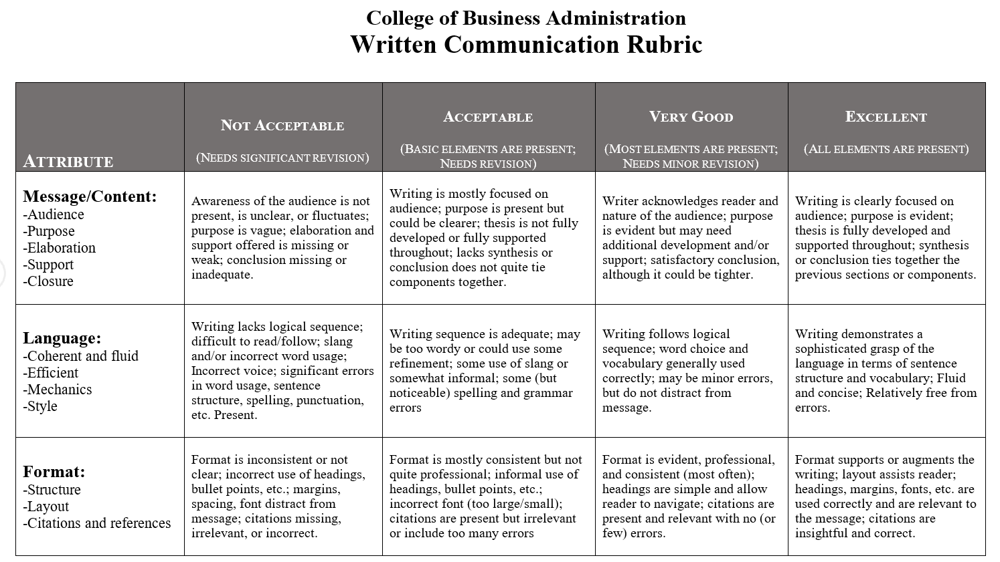 College of Business Administration
Written Communication Rubric
ATTRIBUTE
NOT ACCEPTABLE
(NEEDS SIGNIFICANT REVISION)
ACCEPTABLE
(BASIC ELEMENTS ARE PRESENT;
NEEDS REVISION)
VERY GOOD
(MOST ELEMENTS ARE PRESENT;
NEEDS MINOR REVISION)
EXCELLENT
(ALL ELEMENTS ARE PRESENT)
Message/Content:
-Audience
-Purpose
-Elaboration
-Support
-Closure
Awareness of the audience is not
present, is unclear, or fluctuates;
purpose is vague; elaboration and
support offered is missing or
weak; conclusion missing or
inadequate.
Writing is mostly focused on
audience; purpose is present but
could be clearer; thesis is not fully
developed or fully supported
throughout; lacks synthesis or
conclusion does not quite tie
components together.
Writer acknowledges reader and
nature of the audience; purpose
is evident but may need
additional development and/or
support; satisfactory conclusion,
although it could be tighter.
Writing is clearly focused on
audience; purpose is evident;
thesis is fully developed and
supported throughout; synthesis
or conclusion ties together the
previous sections or components.
Language:
-Coherent and fluid
-Efficient
-Mechanics
-Style
Writing lacks logical sequence;
difficult to read/follow; slang
and/or incorrect word usage;
Incorrect voice; significant errors
in word usage, sentence
structure, spelling, punctuation,
etc. Present.
Writing sequence is adequate; may
be too wordy or could use some
refinement; some use of slang or
somewhat informal; some (but
noticeable) spelling and grammar
errors
Writing follows logical
sequence; word choice and
vocabulary generally used
correctly; may be minor errors,
but do not distract from
message.
Writing demonstrates a
sophisticated grasp of the
language in terms of sentence
structure and vocabulary; Fluid
and concise; Relatively free from
errors.
Format:
-Structure
-Layout
-Citations and references
Format is inconsistent or not
clear; incorrect use of headings,
bullet points, etc.; margins,
spacing, font distract from
message; citations missing,
irrelevant, or incorrect.
Format is mostly consistent but not
quite professional; informal use of
headings, bullet points, etc.;
incorrect font (too large/small);
citations are present but irrelevant
or include too many errors
Format is evident, professional,
and consistent (most often);
headings are simple and allow
reader to navigate; citations are
present and relevant with no (or
few) errors.
Format supports or augments the
writing; layout assists reader;
headings, margins, fonts, etc. are
used correctly and are relevant to
the message; citations are
insightful and correct.